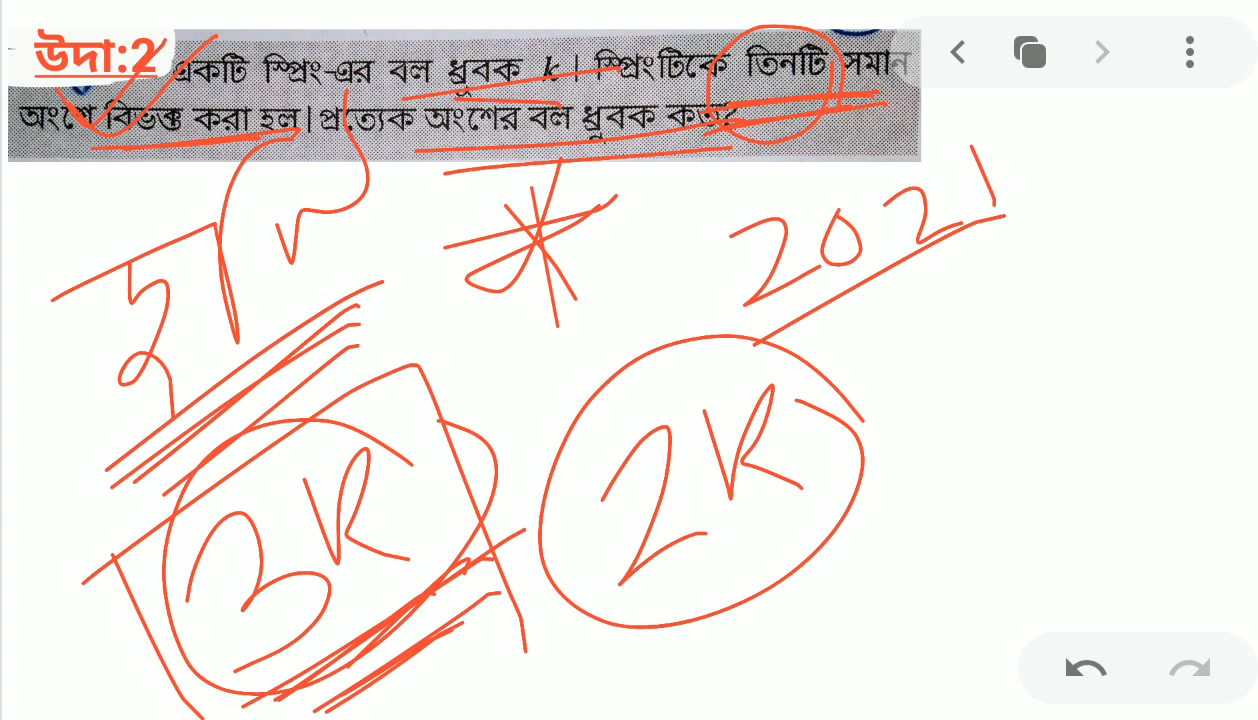 উদা:2
একটি স্প্রিং-এর বল ধ্রুবক k। স্প্রিংটিকে তিনটি সমান
অংশে বিভক্ত করা হল। প্রত্যেক অংশের বল ধ্রুবক কত?
2021
3K
2K